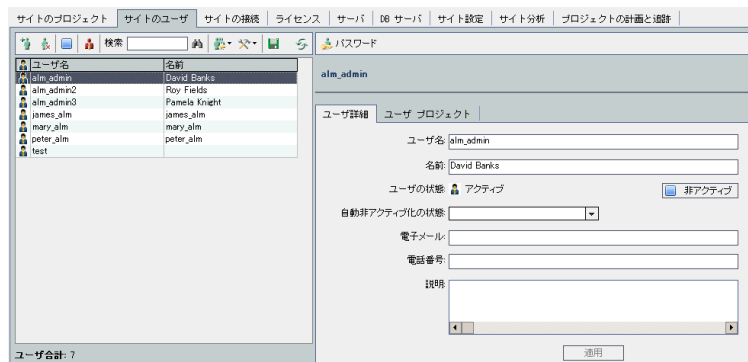 サイトのプロジェクト サイトのユーザ サイトの接続 ライセンス サーバ DB サーバ サイト設定 サイト分析 プロジェクトの計画と追跡
検索
パスワード
ユーザ名 名前
alm_admin David Banks
alm_admin2 Roy Fields
alm_admin3 Pamela Knight
james_alm james_alm
mary_alm mary_alm
peter_alm peter_alm
test
ユーザ合計: 7
alm_admin
ユーザ詳細 ユーザ プロジェクト
ユーザ名: alm_admin
名前: David Banks
ユーザの状態: アクティブ 非アクティブ
自動非アクティブ化の状態:
電子メール:
電話番号:
説明:
適用